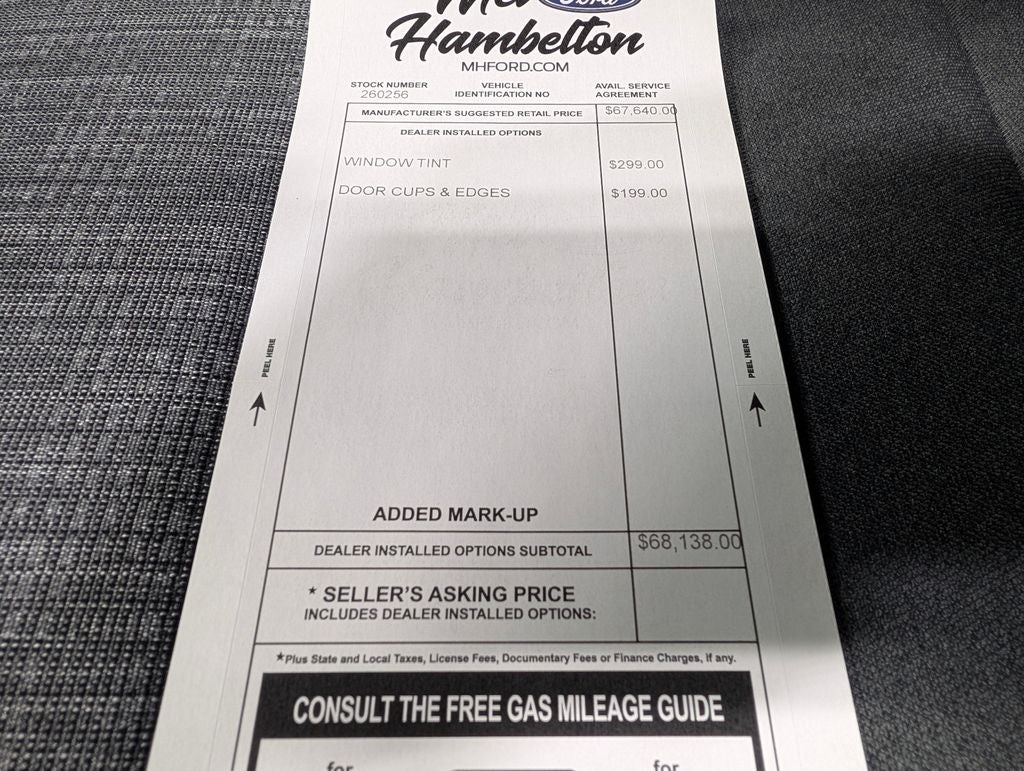 Mel Ford
Hambelton
MHFORD.COM
STOCK NUMBER
260256
VEHICLE
IDENTIFICATION NO
AVAIL. SERVICE
AGREEMENT
MANUFACTURER'S SUGGESTED RETAIL PRICE $67,640.00
DEALER INSTALLED OPTIONS
WINDOW TINT $299.00
DOOR CUPS & EDGES $199.00
PEEL HERE
PEEL HERE
ADDED MARK-UP
DEALER INSTALLED OPTIONS SUBTOTAL $68,138.00
* SELLER'S ASKING PRICE
INCLUDES DEALER INSTALLED OPTIONS:
*Plus State and Local Taxes, License Fees, Documentary Fees or Finance Charges, if any.
CONSULT THE FREE GAS MILEAGE GUIDE
for for